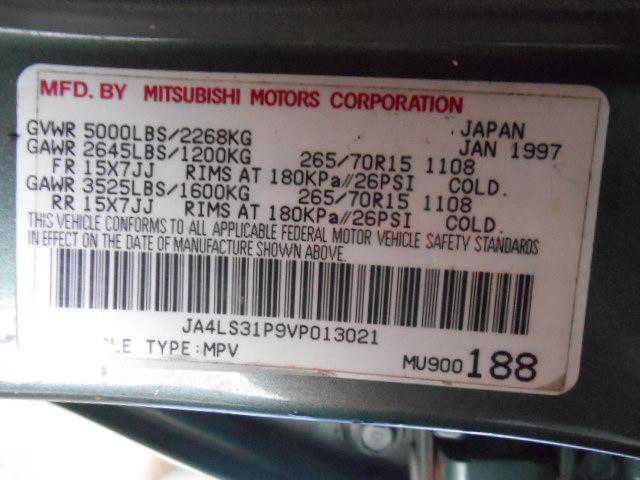 MFD. BY MITSUBISHI MOTORS CORPORATION
GVWR 5000LBS/2268KG JAPAN
GAWR 2645LBS/1200KG 265/70R15 1108 JAN 1997
FR 15X7JJ RIMS AT 180KPa//26PSI COLD.
GAWR 3525LBS/1600KG 265/70R15 1108
RR 15X7JJ RIMS AT 180KPa//26PSI COLD.
THIS VEHICLE CONFORMS TO ALL APPLICABLE FEDERAL MOTOR VEHICLE SAFETY STANDARDS
IN EFFECT ON THE DATE OF MANUFACTURE SHOWN ABOVE.
JA4LS31P9VP013021
LE TYPE:MPV MU900 188